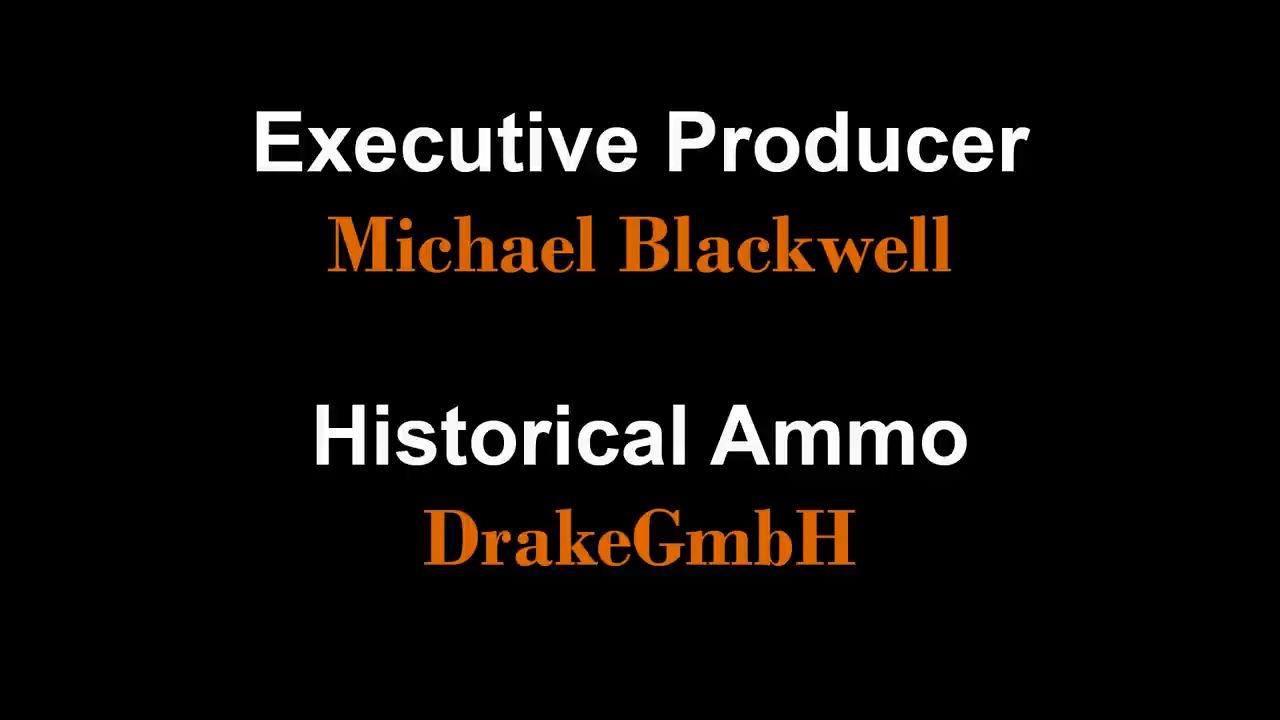 Executive Producer
Michael Blackwell
Historical Ammo
DrakeGmbH